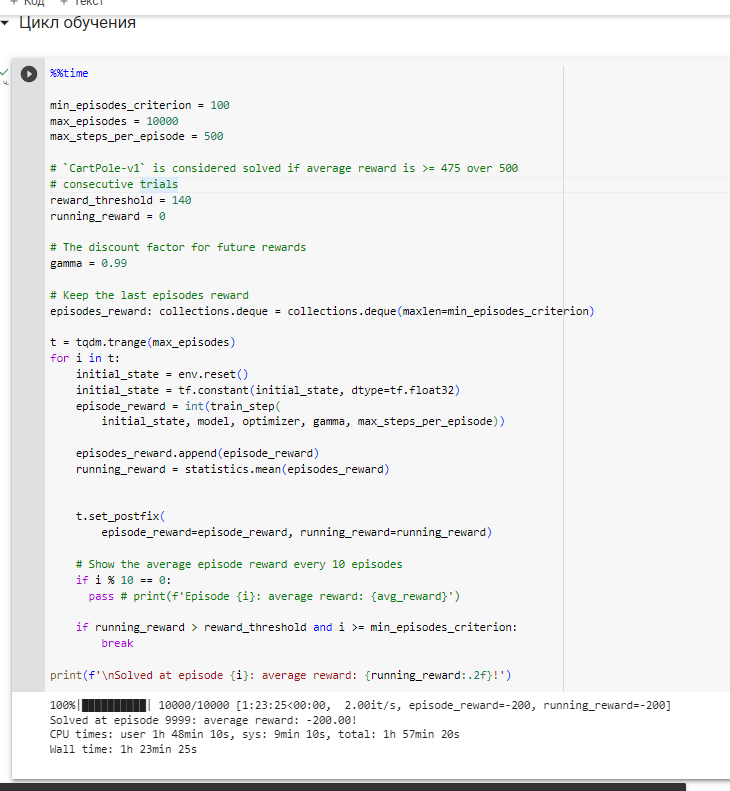 + Код + Текст
Цикл обучения
%%time
min_episodes_criterion = 100
max_episodes = 10000
max_steps_per_episode = 500
# `CartPole-v1` is considered solved if average reward is >= 475 over 500
# consecutive trials
reward_threshold = 140
running_reward = 0
# The discount factor for future rewards
gamma = 0.99
# Keep the last episodes reward
episodes_reward: collections.deque = collections.deque(maxlen=min_episodes_criterion)
t = tqdm.trange(max_episodes)
for i in t:
    initial_state = env.reset()
    initial_state = tf.constant(initial_state, dtype=tf.float32)
    episode_reward = int(train_step(
        initial_state, model, optimizer, gamma, max_steps_per_episode))
    episodes_reward.append(episode_reward)
    running_reward = statistics.mean(episodes_reward)
    t.set_postfix(
        episode_reward=episode_reward, running_reward=running_reward)
    # Show the average episode reward every 10 episodes
    if i % 10 == 0:
      pass # print(f'Episode {i}: average reward: {avg_reward}')
    if running_reward > reward_threshold and i >= min_episodes_criterion:
        break
print(f'\nSolved at episode {i}: average reward: {running_reward:.2f}!')
100%|██████████| 10000/10000 [1:23:25<00:00,  2.00it/s, episode_reward=-200, running_reward=-200]
Solved at episode 9999: average reward: -200.00!
CPU times: user 1h 48min 10s, sys: 9min 10s, total: 1h 57min 20s
Wall time: 1h 23min 25s